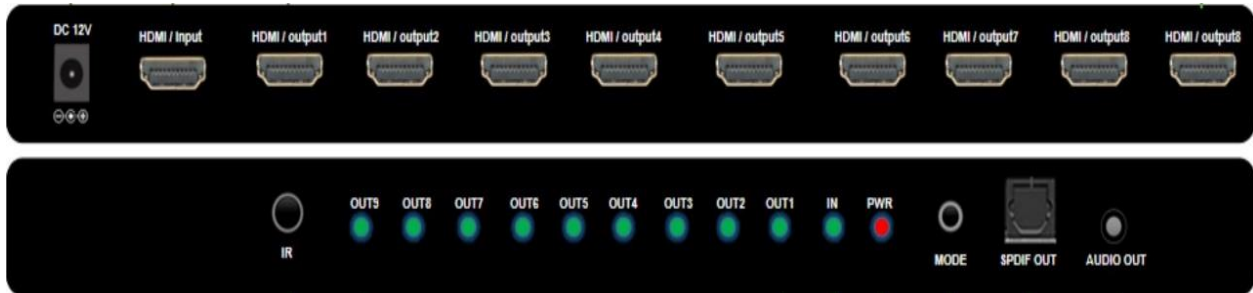 DC 12V HDMI / Input HDMI / output1 HDMI / output2 HDMI / output3 HDMI / output4 HDMI / output5 HDMI / output6 HDMI / output7 HDMI / output8 HDMI / output8
OUT9 OUT8 OUT7 OUT6 OUT5 OUT4 OUT3 OUT2 OUT1 IN PWR
IR MODE SPDIF OUT AUDIO OUT